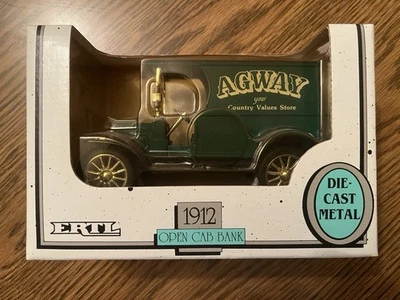 AGWAY
your
Country Values Store
DIE-
CAST
METAL
1912
OPEN CAB BANK
ERTL